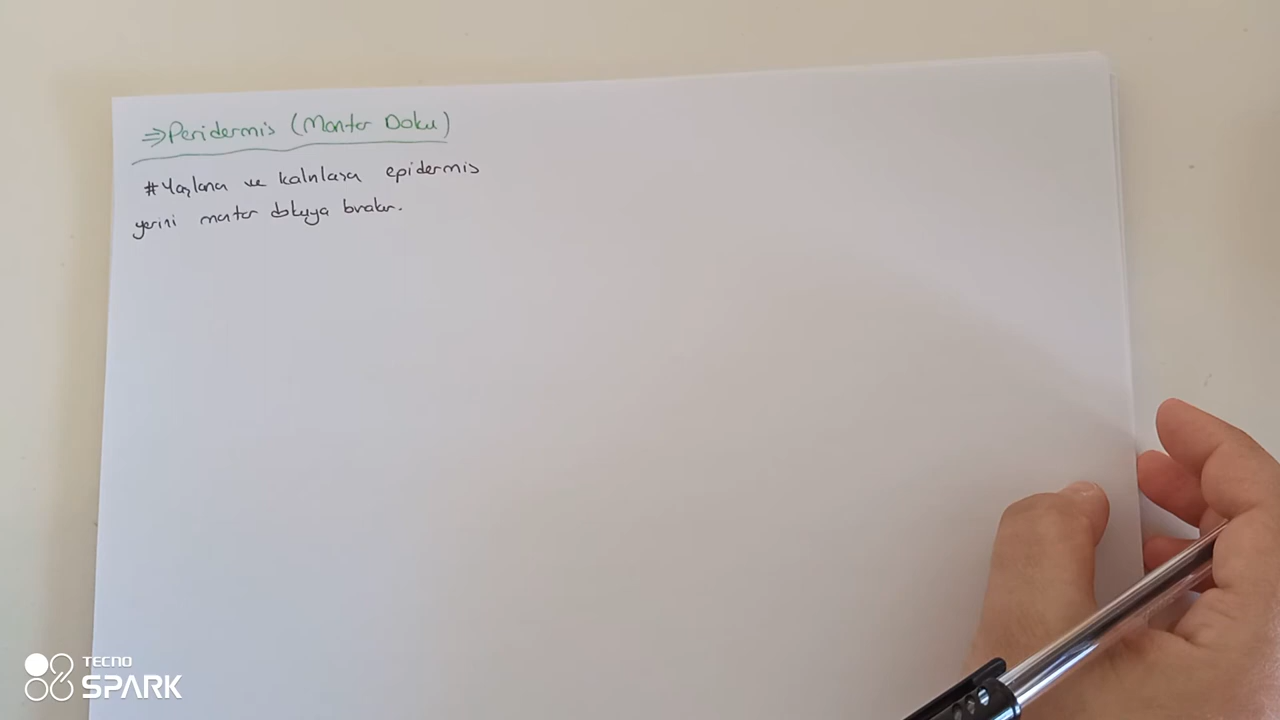 ⇒Peridermis (Mantar Doku)
#Yaşlanan ve kalınlaşan epidermis
yerini mantar dokuya bırakır.
TECNO
SPARK